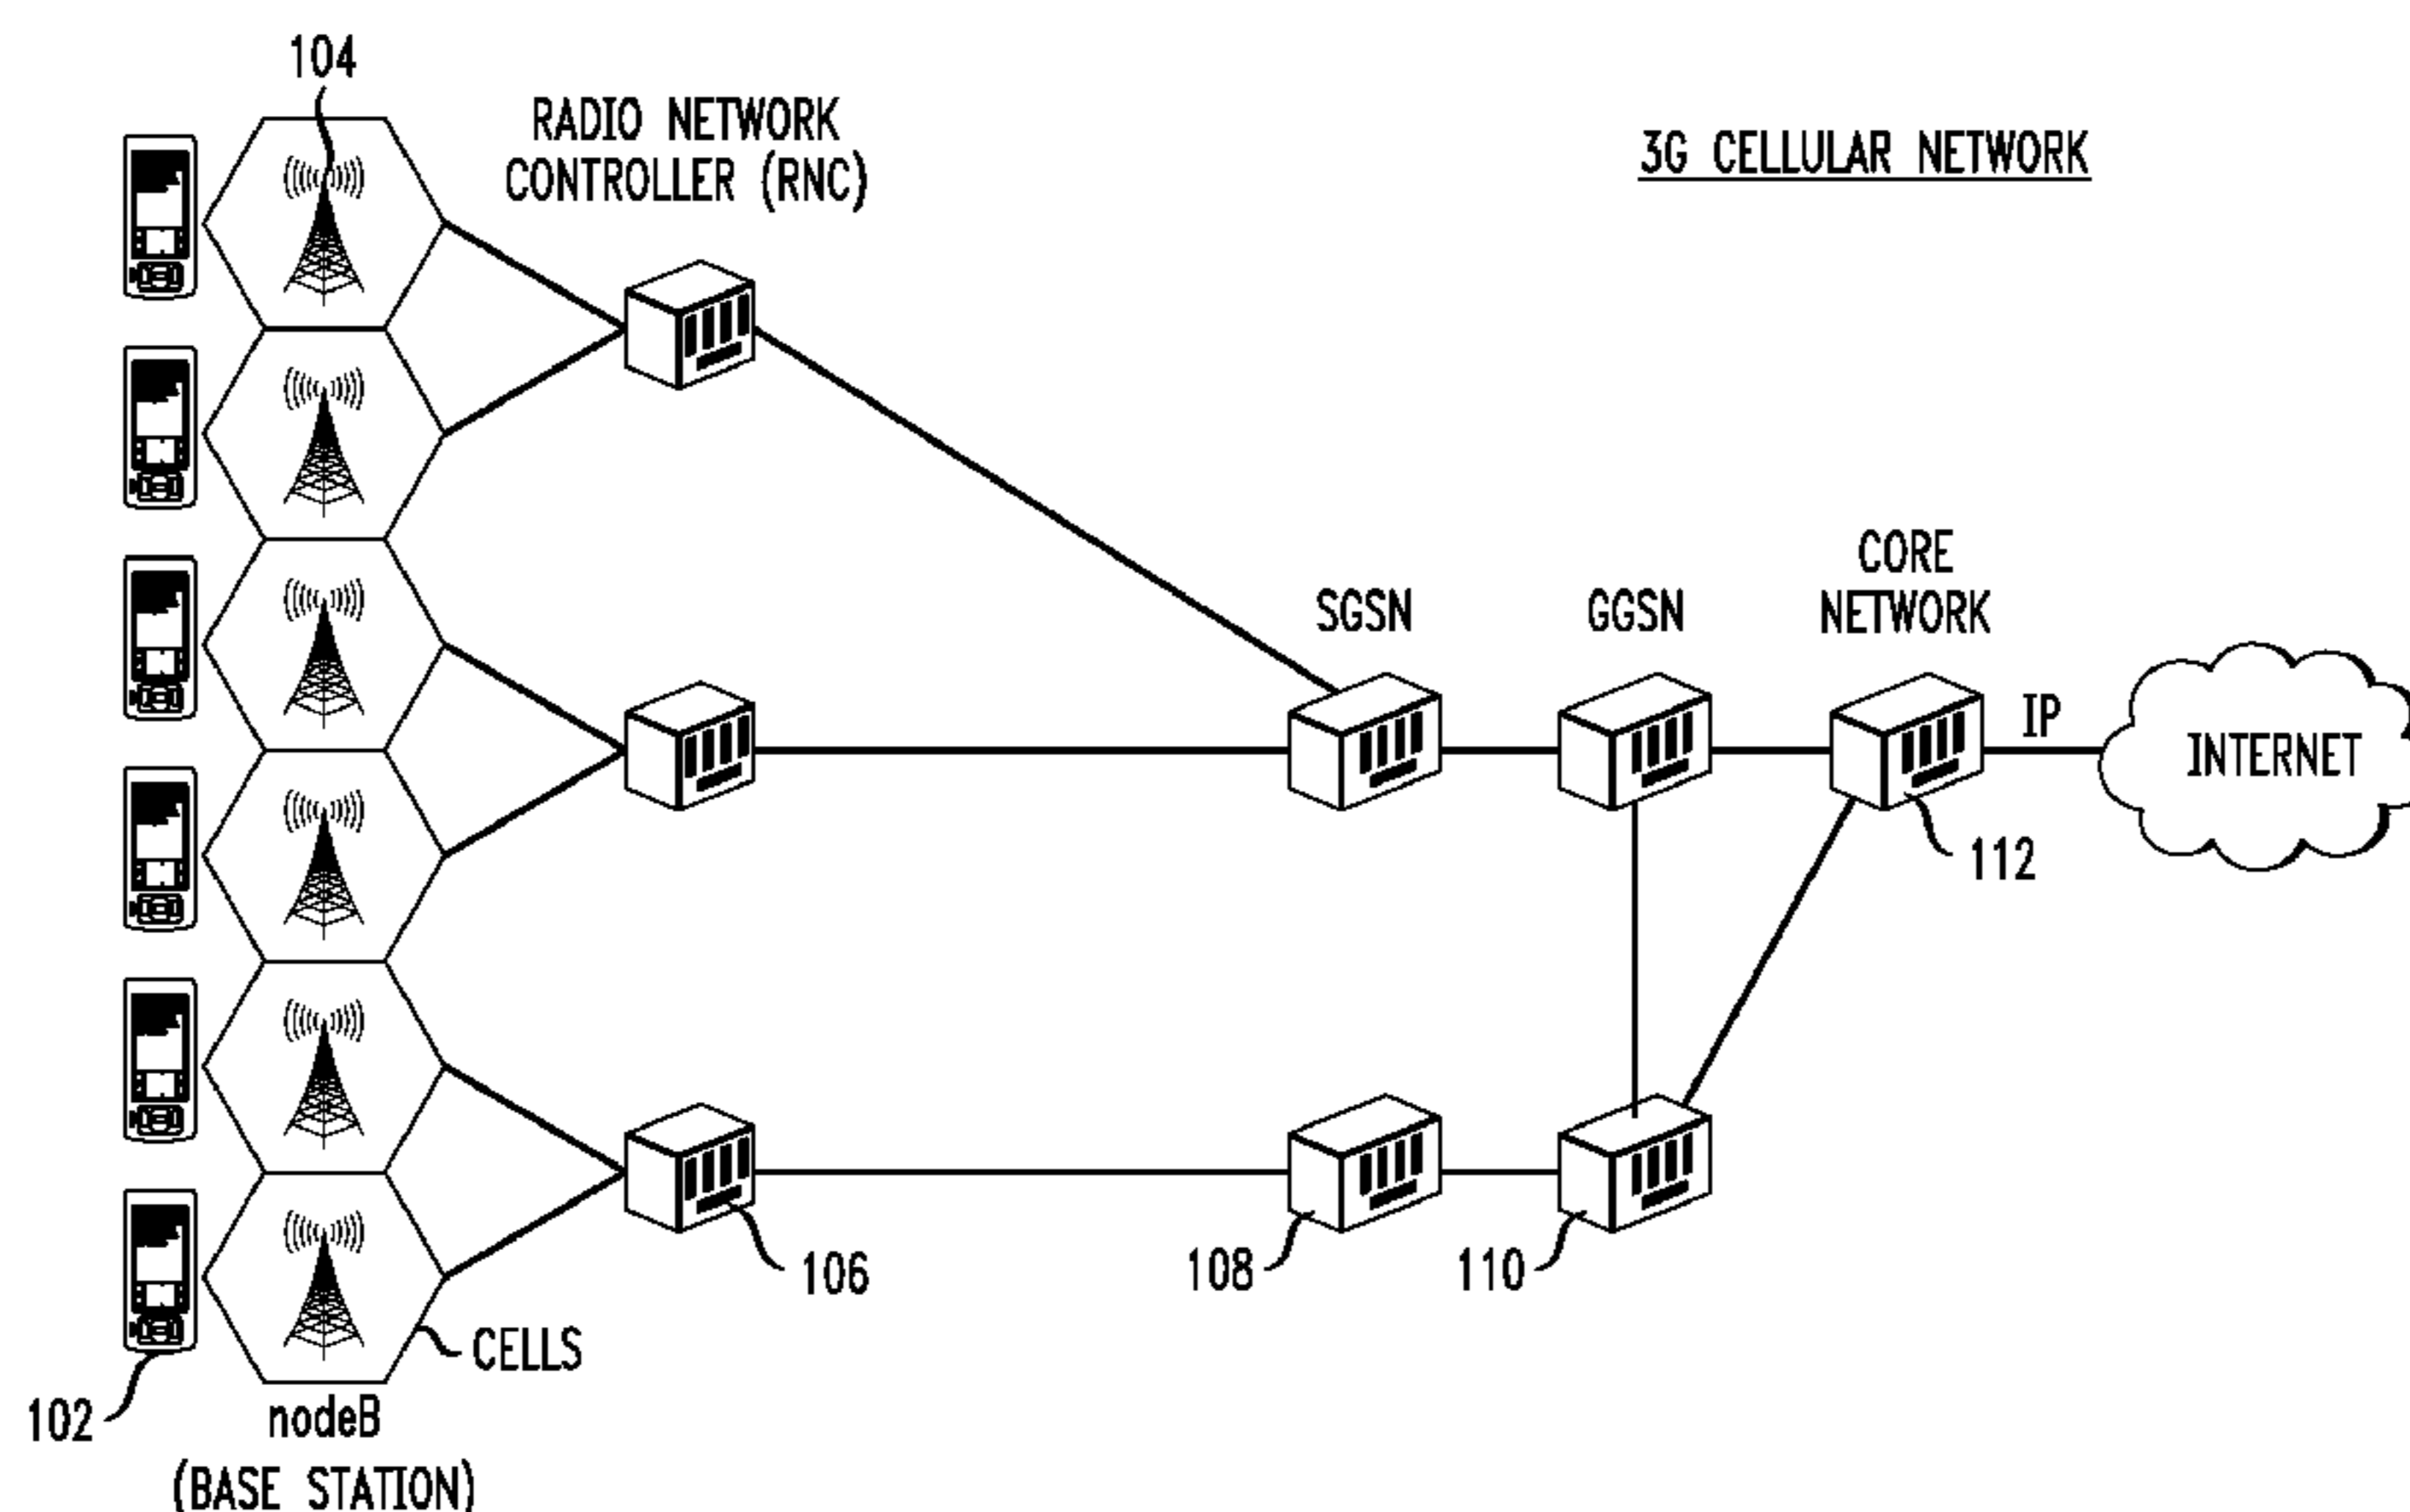 104
RADIO NETWORK
CONTROLLER (RNC)
3G CELLULAR NETWORK
SGSN
GGSN
CORE
NETWORK
IP
INTERNET
112
106
108
110
CELLS
102
nodeB
(BASE STATION)